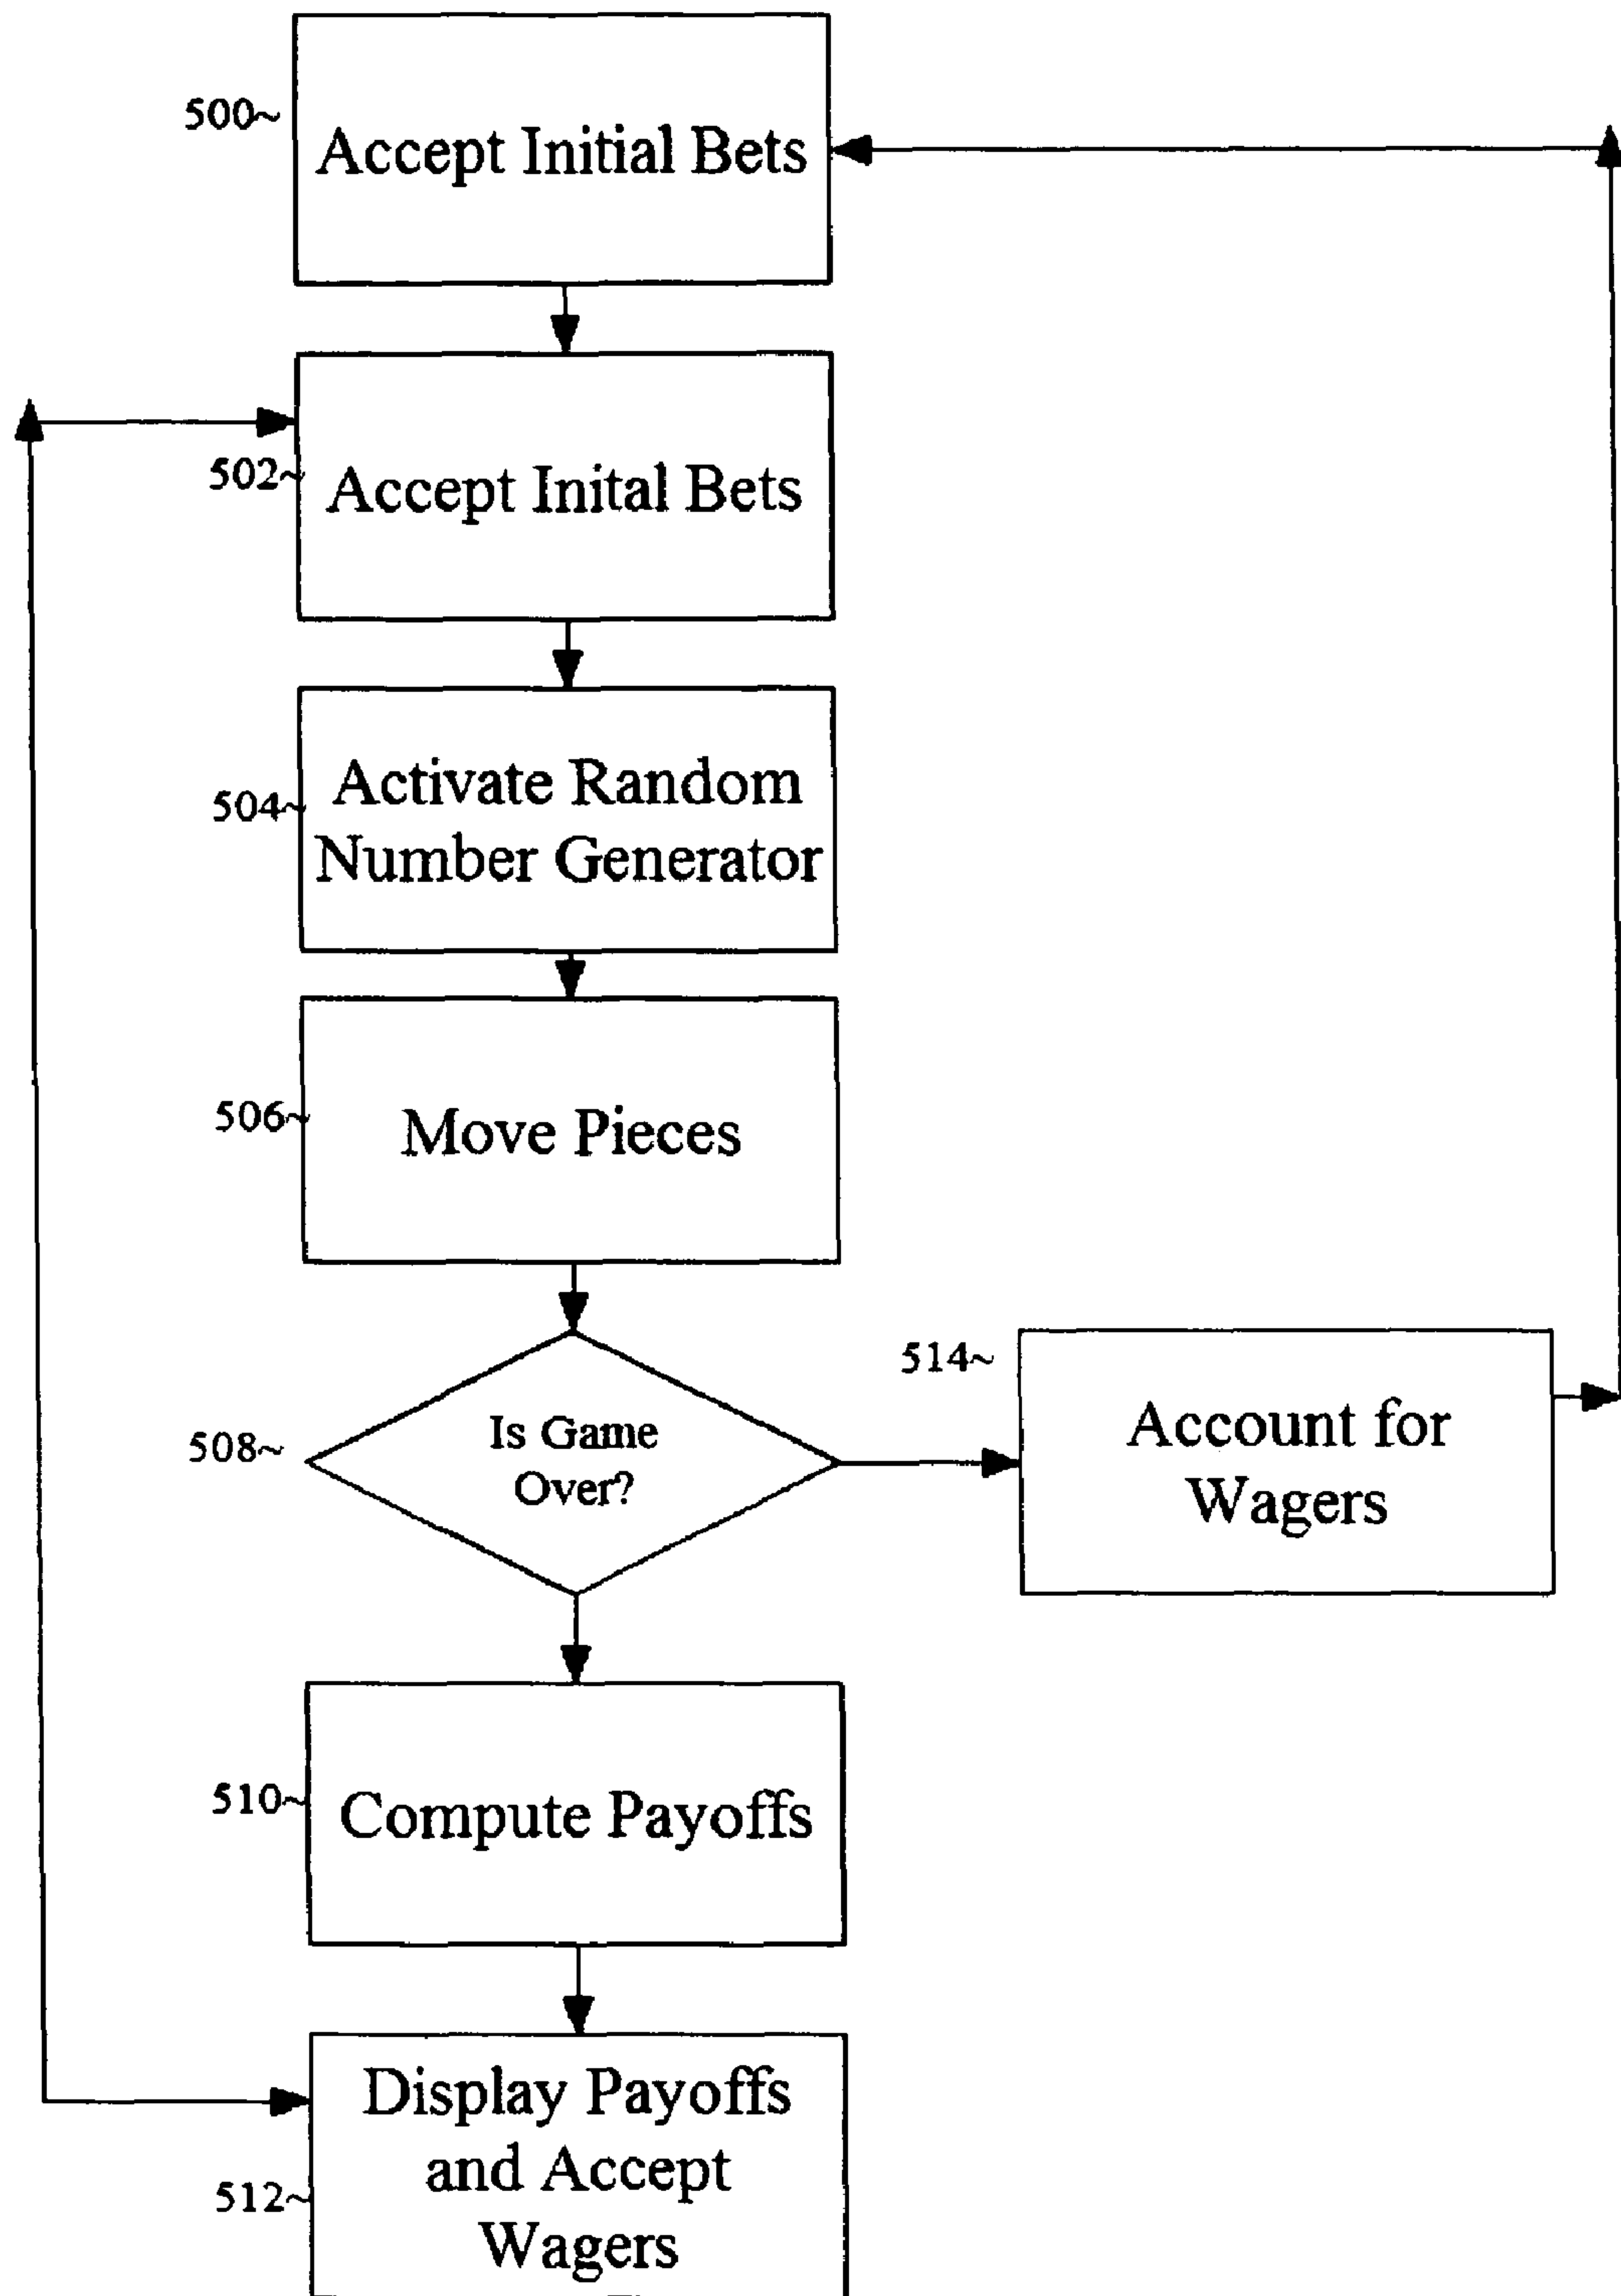 500~
Accept Initial Bets
502~
Accept Inital Bets
504~
Activate Random
Number Generator
506~
Move Pieces
508~
Is Game
Over?
514~
Account for
Wagers
510~
Compute Payoffs
512~
Display Payoffs
and Accept
Wagers